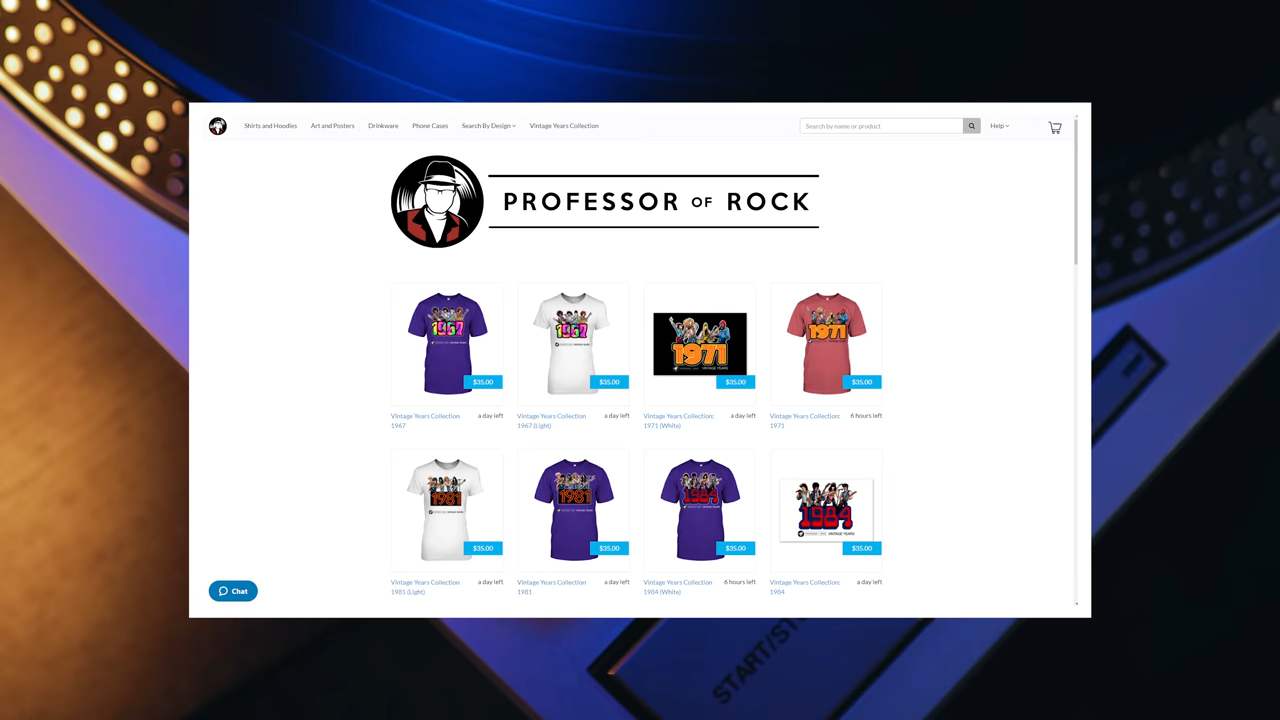 Shirts and Hoodies Art and Posters Drinkware Phone Cases Search By Design Vintage Years Collection Search by name or product Help
PROFESSOR OF ROCK
1967 1967 1971 1971
$35.00 $35.00 $35.00 $35.00
Vintage Years Collection a day left Vintage Years Collection a day left Vintage Years Collection: a day left Vintage Years Collection: 6 hours left
1967 1967 (Light) 1971 (White) 1971
1981 1981 1984 1984
VINTAGE YEARS
$35.00 $35.00 $35.00 $35.00
Vintage Years Collection a day left Vintage Years Collection a day left Vintage Years Collection 6 hours left Vintage Years Collection: a day left
1981 (Light) 1981 1984 (White) 1984
Chat
START/STO